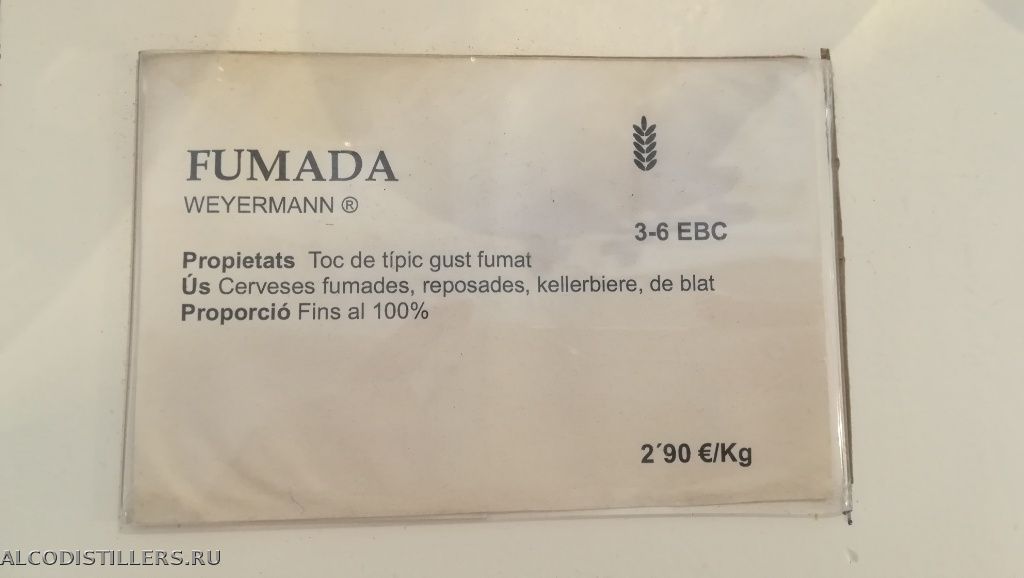 FUMADA
WEYERMANN ®
3-6 EBC
Propietats Toc de típic gust fumat
Ús Cerveses fumades, reposades, kellerbiere, de blat
Proporció Fins al 100%
2´90 €/Kg
ALCODISTILLERS.RU